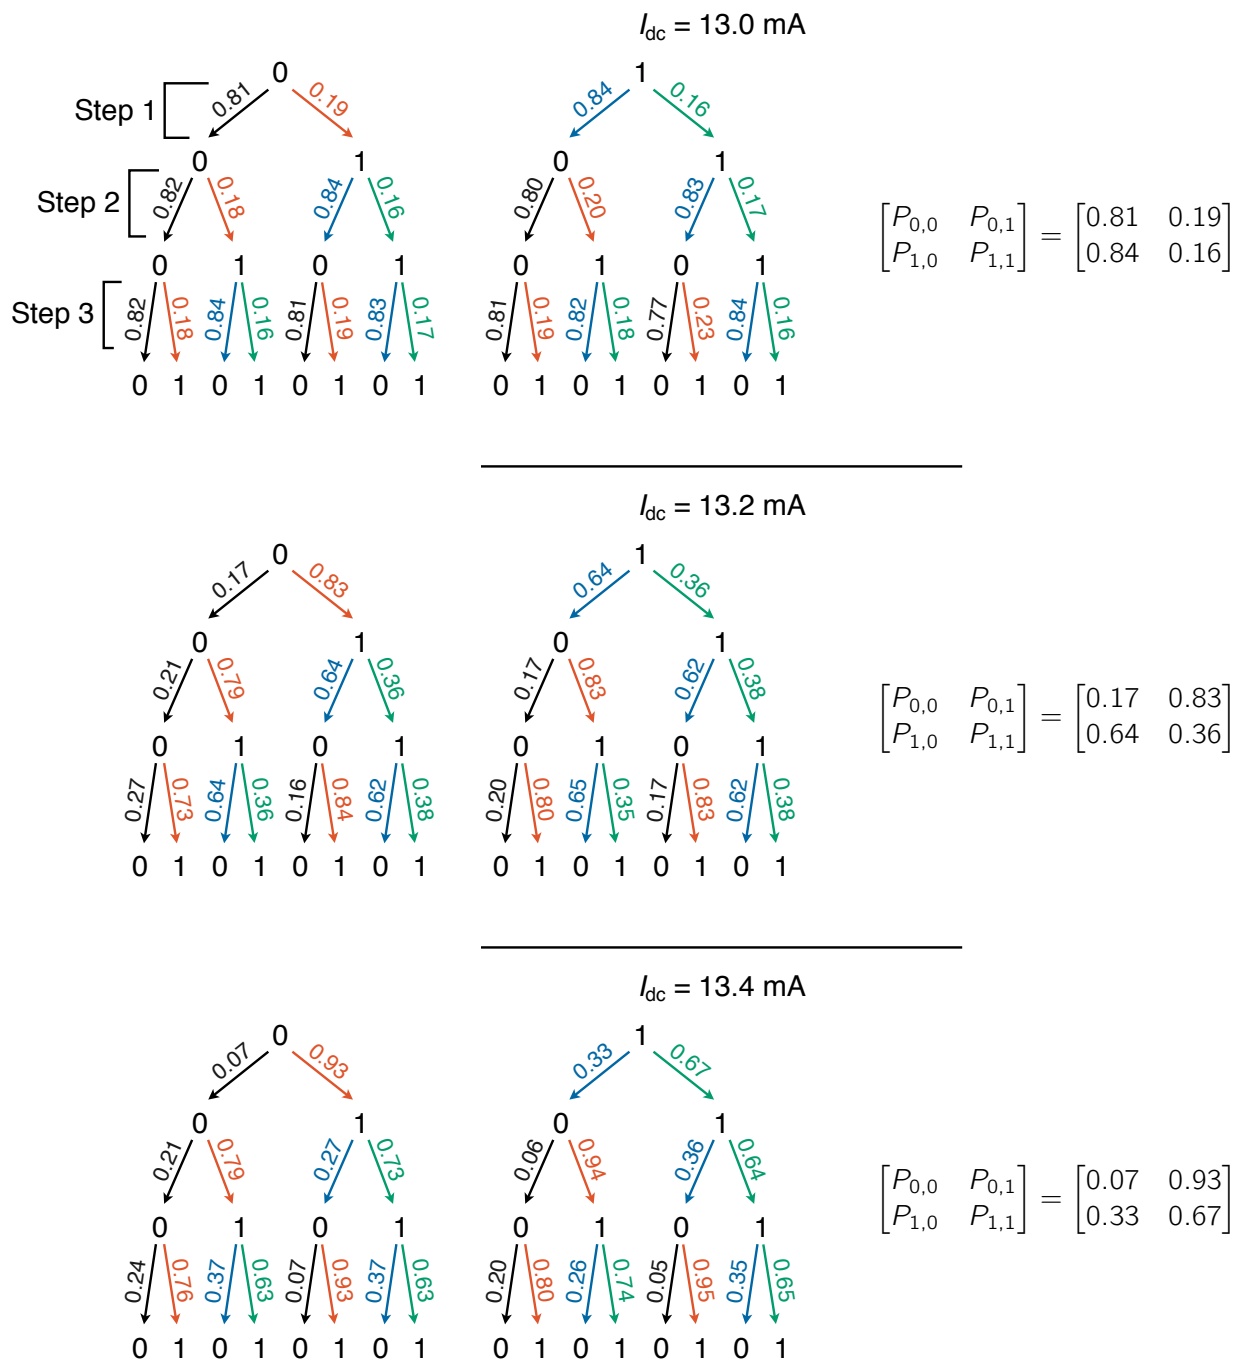 I_dc = 13.0 mA
0 1
Step 1 0.81 0.19 0.84 0.16
0 1 0 1
Step 2 0.82 0.18 0.84 0.16 0.80 0.20 0.83 0.17
[P_0,0 P_0,1] = [0.81 0.19]
[P_1,0 P_1,1] [0.84 0.16]
0 1 0 1 0 1 0 1
Step 3 0.82 0.18 0.84 0.16 0.81 0.19 0.83 0.17 0.81 0.19 0.82 0.18 0.77 0.23 0.84 0.16
0 1 0 1 0 1 0 1 0 1 0 1 0 1 0 1
I_dc = 13.2 mA
0 1
0.17 0.83 0.64 0.36
0 1 0 1
0.21 0.79 0.64 0.36 0.17 0.83 0.62 0.38
[P_0,0 P_0,1] = [0.17 0.83]
[P_1,0 P_1,1] [0.64 0.36]
0 1 0 1 0 1 0 1
0.27 0.73 0.64 0.36 0.16 0.84 0.62 0.38 0.20 0.80 0.65 0.35 0.17 0.83 0.62 0.38
0 1 0 1 0 1 0 1 0 1 0 1 0 1 0 1
I_dc = 13.4 mA
0 1
0.07 0.93 0.33 0.67
0 1 0 1
0.21 0.79 0.27 0.73 0.06 0.94 0.36 0.64
[P_0,0 P_0,1] = [0.07 0.93]
[P_1,0 P_1,1] [0.33 0.67]
0 1 0 1 0 1 0 1
0.24 0.76 0.37 0.63 0.07 0.93 0.37 0.63 0.20 0.80 0.26 0.74 0.05 0.95 0.35 0.65
0 1 0 1 0 1 0 1 0 1 0 1 0 1 0 1